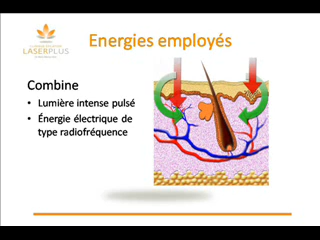 Energies employés
LASERPLUS
Combine
• Lumière intense pulsé
• Énergie électrique de
type radiofréquence